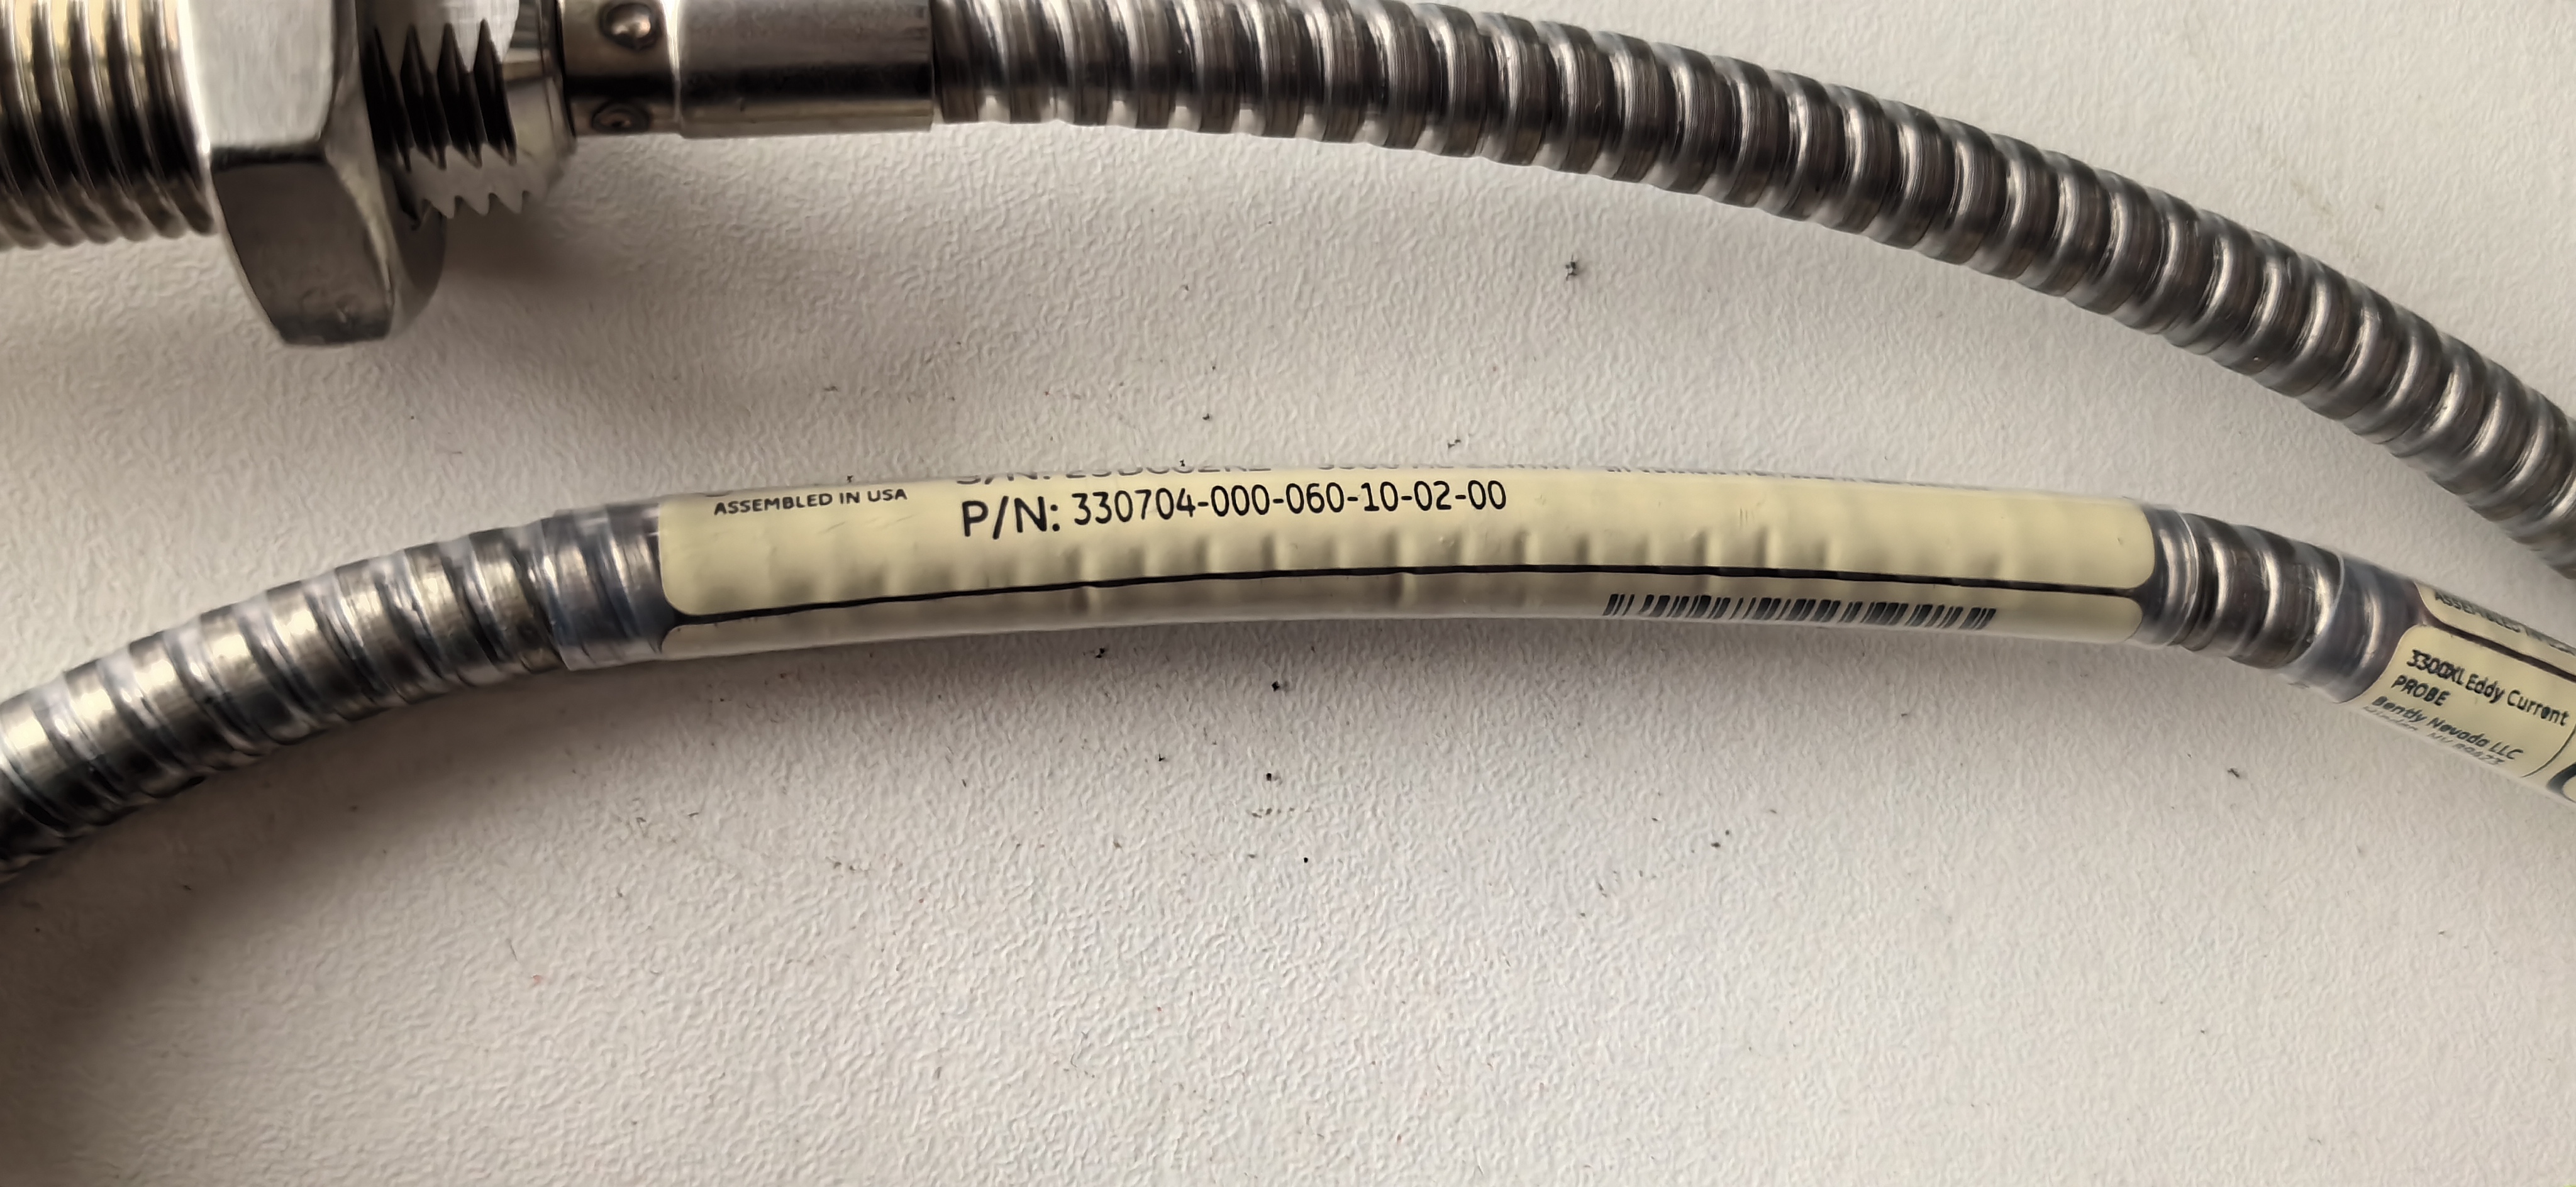 ASSEMBLED IN USA
P/N: 330704-000-060-10-02-00
3300XL Eddy Current
PROBE
Bently Nevada LLC